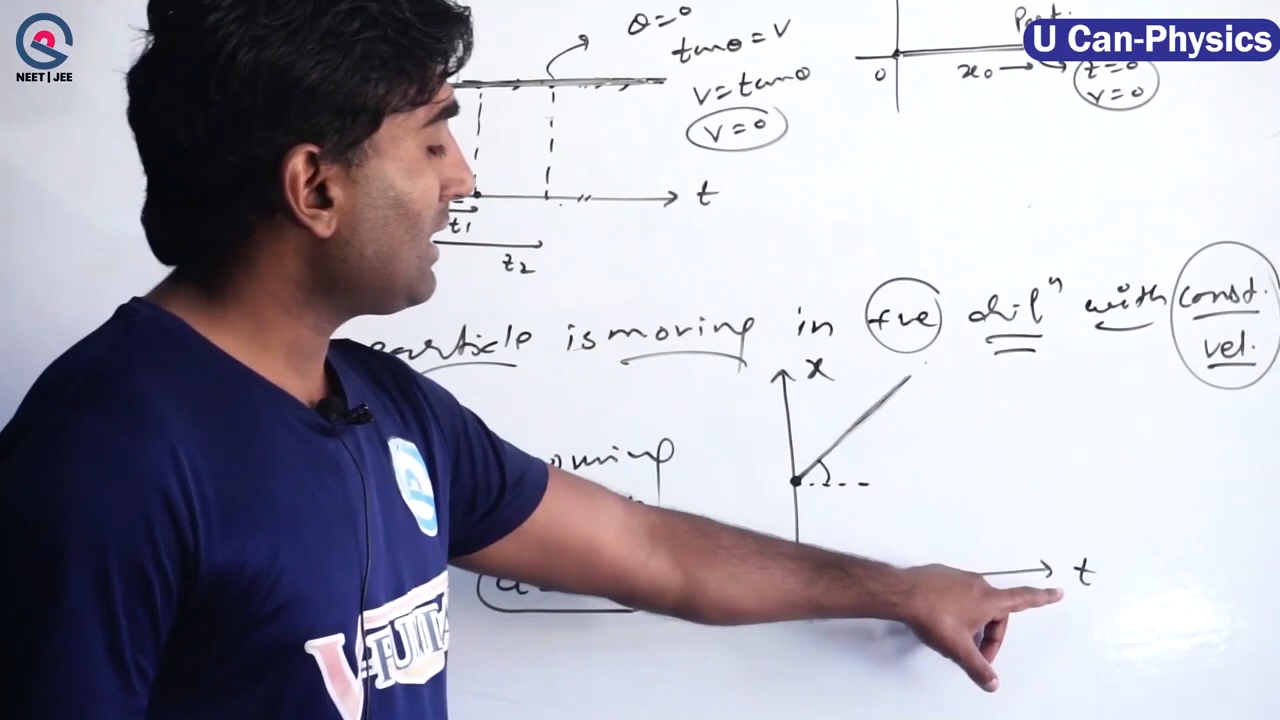 NEET | JEE
U Can-Physics
θ=0
tanθ=v
v=tanθ
v=0
t
t1
t2
0
x0
t=0
v=0
particle is moving in +ve dirⁿ with const. vel.
x
t